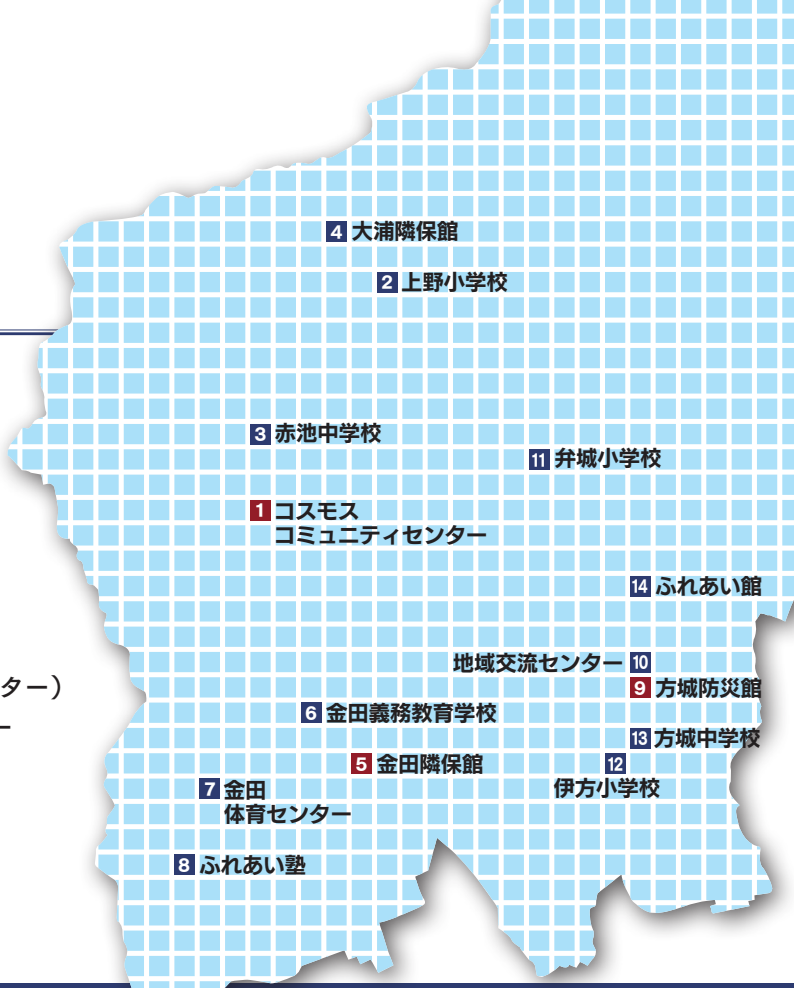 4 大浦隣保館
2 上野小学校
3 赤池中学校
11 弁城小学校
1 コスモス
コミュニティセンター
14 ふれあい館
地域交流センター 10
ター）
9 方城防災館
ー
6 金田義務教育学校
13 方城中学校
5 金田隣保館
12
伊方小学校
7 金田
体育センター
8 ふれあい塾